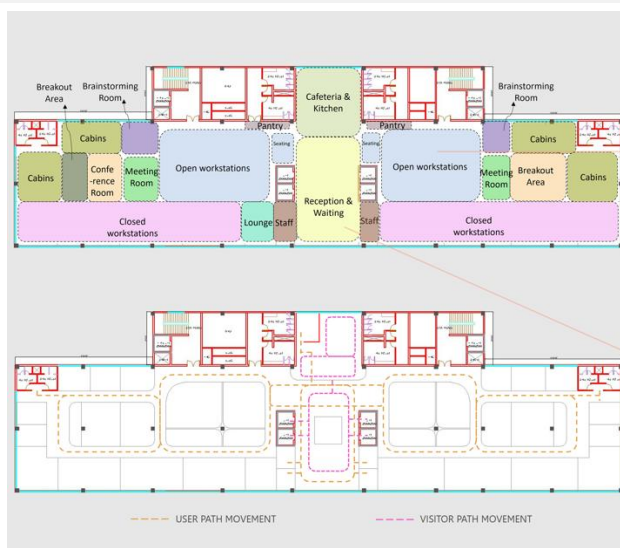 Breakout
Area
Brainstorming
Room
Cabins
Cabins
Confe
-rence
Room
Meeting
Room
Open workstations
Closed
workstations
Lounge
Staff
Pantry
Seating
Cafeteria &
Kitchen
Reception &
Waiting
Pantry
Seating
Staff
Open workstations
Brainstorming
Room
Cabins
Meeting
Room
Breakout
Area
Cabins
Closed
workstations
USER PATH MOVEMENT
VISITOR PATH MOVEMENT